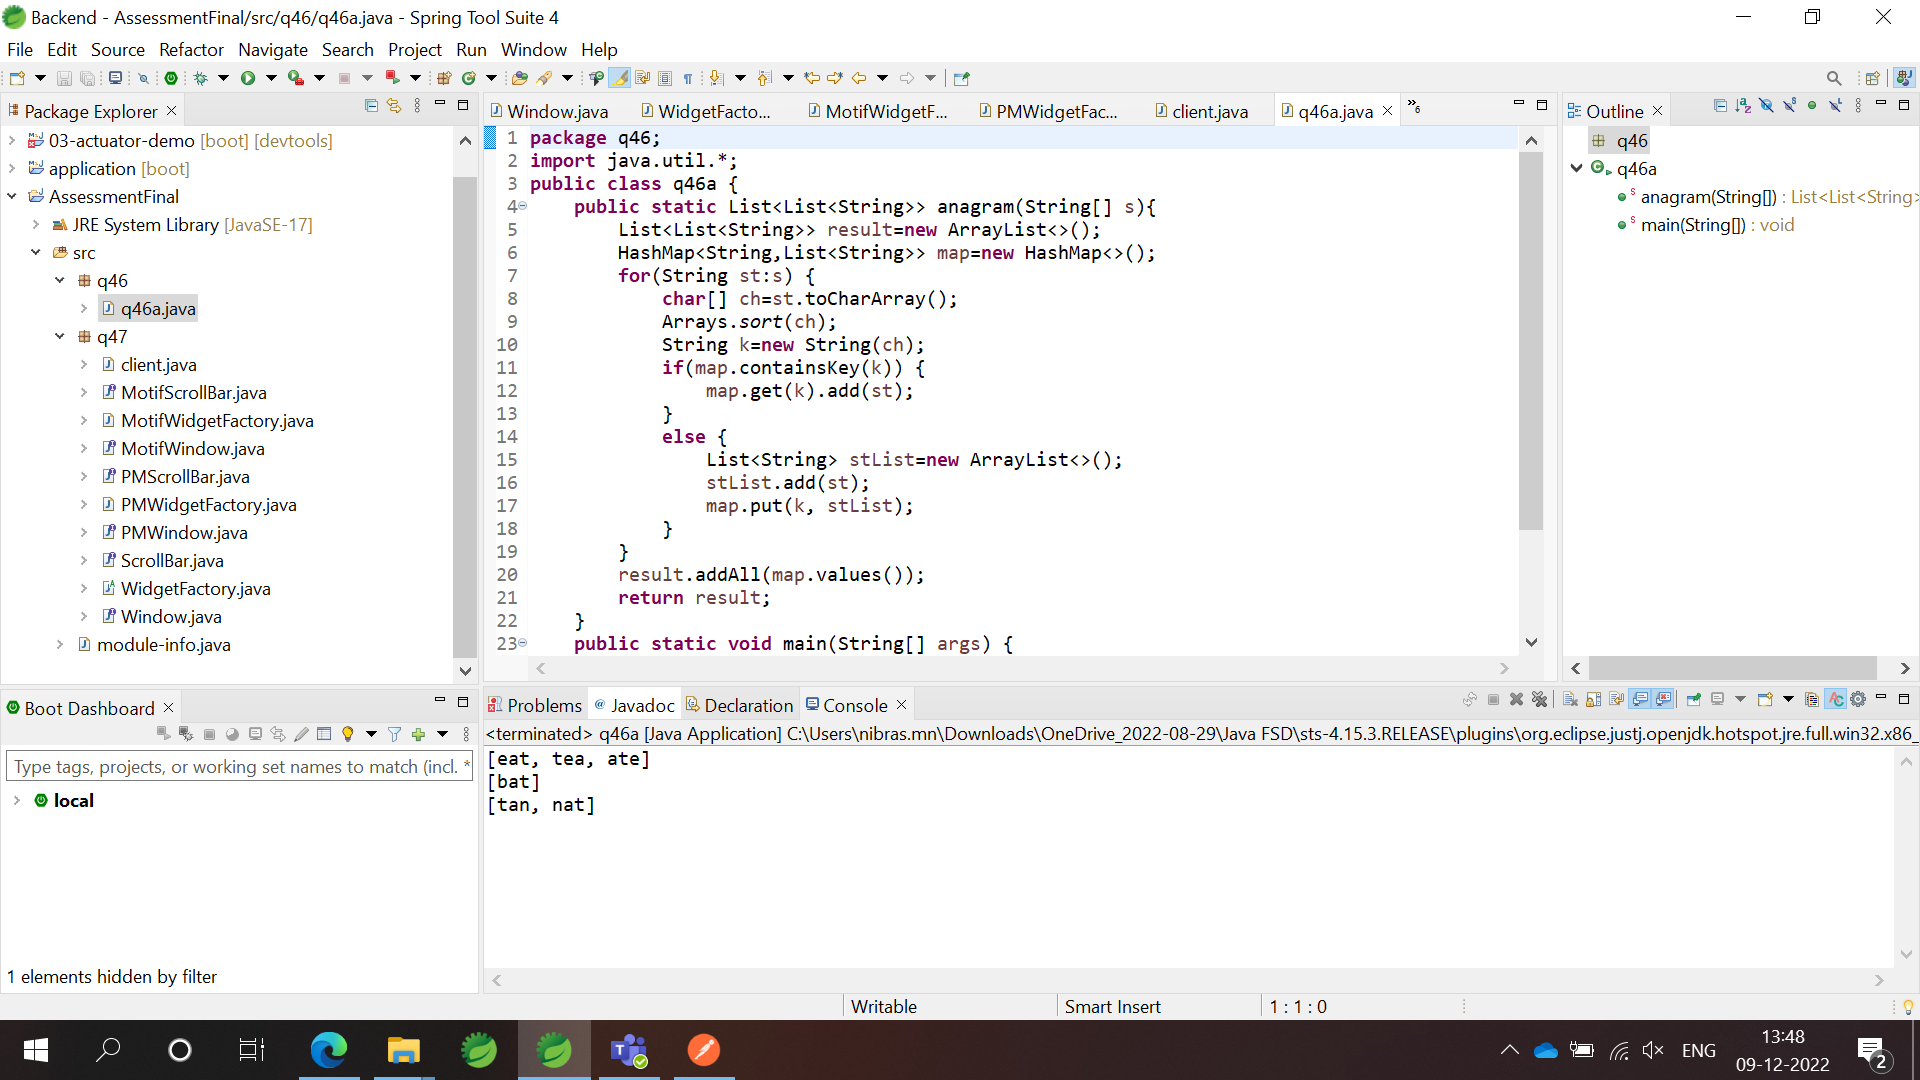 Backend - AssessmentFinal/src/q46/q46a.java - Spring Tool Suite 4
File Edit Source Refactor Navigate Search Project Run Window Help
Package Explorer
03-actuator-demo [boot] [devtools]
application [boot]
AssessmentFinal
JRE System Library [JavaSE-17]
src
q46
q46a.java
q47
client.java
MotifScrollBar.java
MotifWidgetFactory.java
MotifWindow.java
PMScrollBar.java
PMWidgetFactory.java
PMWindow.java
ScrollBar.java
WidgetFactory.java
Window.java
module-info.java
Window.java WidgetFacto... MotifWidgetF... PMWidgetFac... client.java q46a.java »6
1 package q46;
2 import java.util.*;
3 public class q46a {
4 public static List<List<String>> anagram(String[] s){
5 List<List<String>> result=new ArrayList<>();
6 HashMap<String,List<String>> map=new HashMap<>();
7 for(String st:s) {
8 char[] ch=st.toCharArray();
9 Arrays.sort(ch);
10 String k=new String(ch);
11 if(map.containsKey(k)) {
12 map.get(k).add(st);
13 }
14 else {
15 List<String> stList=new ArrayList<>();
16 stList.add(st);
17 map.put(k, stList);
18 }
19 }
20 result.addAll(map.values());
21 return result;
22 }
23 public static void main(String[] args) {
Outline
q46
q46a
anagram(String[]) : List<List<String>
main(String[]) : void
Boot Dashboard
Type tags, projects, or working set names to match (incl. *
local
1 elements hidden by filter
Problems @ Javadoc Declaration Console
<terminated> q46a [Java Application] C:\Users\nibras.mn\Downloads\OneDrive_2022-08-29\Java FSD\sts-4.15.3.RELEASE\plugins\org.eclipse.justj.openjdk.hotspot.jre.full.win32.x86_
[eat, tea, ate]
[bat]
[tan, nat]
Writable Smart Insert 1 : 1 : 0
ENG
13:48
09-12-2022
2